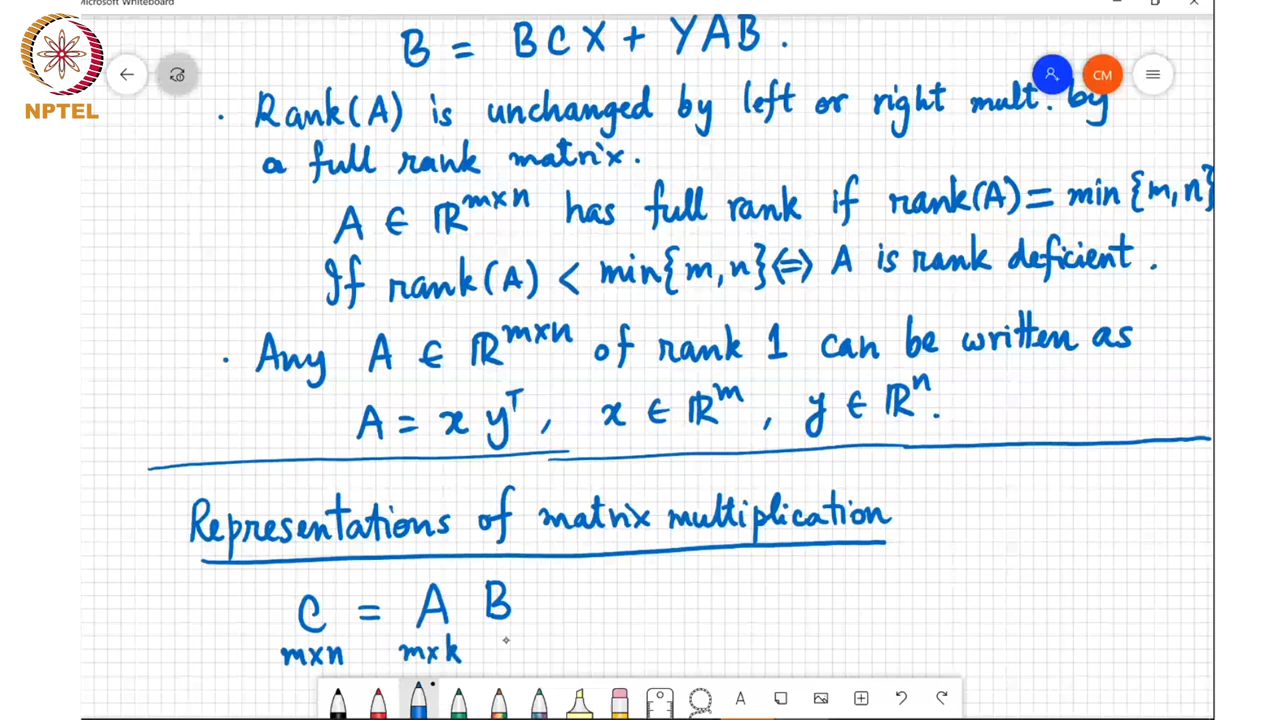 Microsoft Whiteboard
B = BCX + YAB .
NPTEL
CM
. Rank(A) is unchanged by left or right mult. by
a full rank matrix.
A ∈ ℝ^{m×n} has full rank if rank(A) = min{m,n}
If rank(A) < min{m,n} ⇔ A is rank deficient.
. Any A ∈ ℝ^{m×n} of rank 1 can be written as
A = x y^T , x ∈ ℝ^m , y ∈ ℝ^n.
Representations of matrix multiplication
C = A B
m×n m×k
A